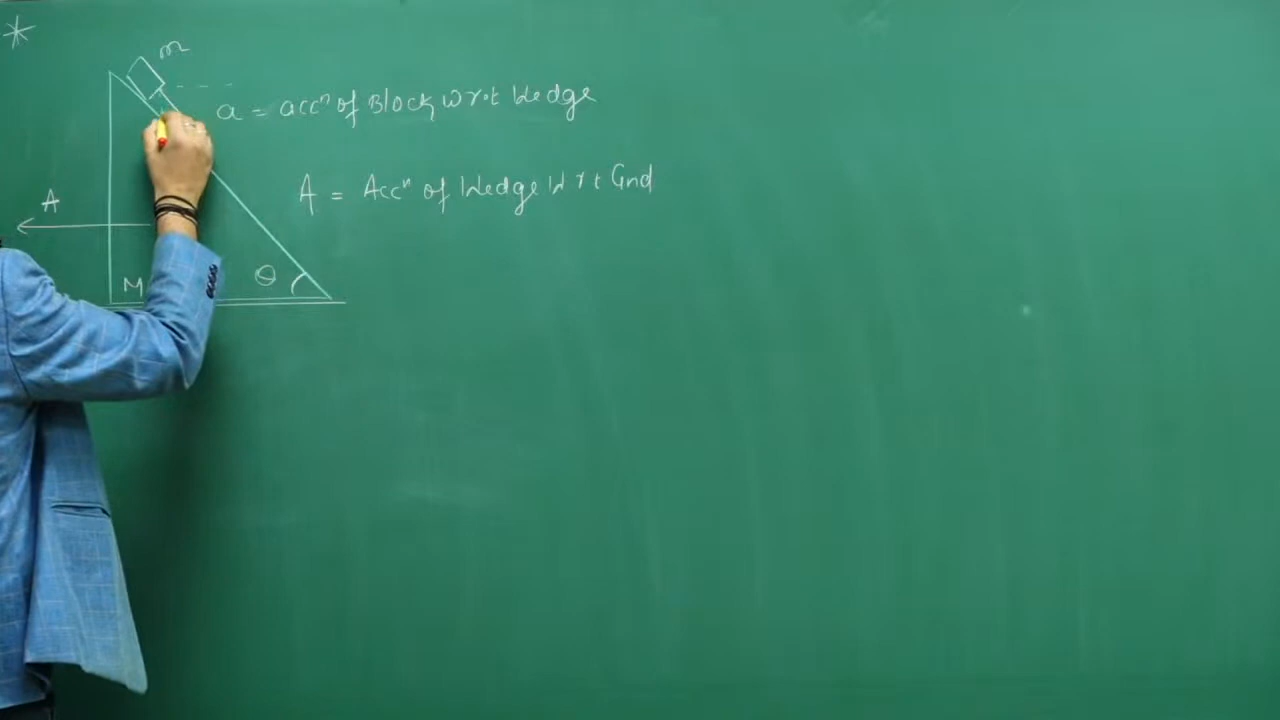 *
m
a = accⁿ of Block w r.t Wedge
A
A = Accⁿ of Wedge w r t Gnd
θ
M